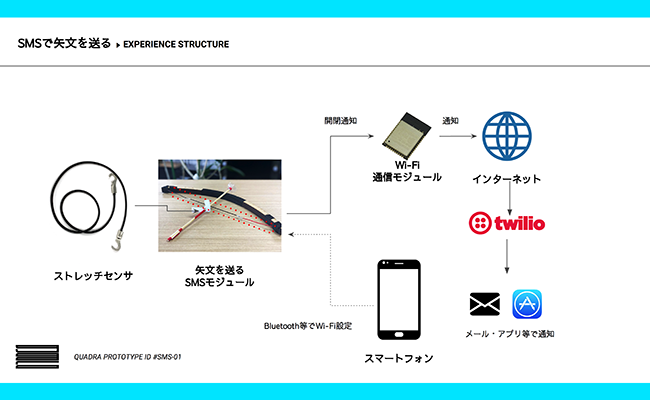 SMSで矢文を送る ▶ EXPERIENCE STRUCTURE
開閉通知
通知
Wi-Fi
通信モジュール
インターネット
twilio
ストレッチセンサ
矢文を送る
SMSモジュール
Bluetooth等でWi-Fi設定
スマートフォン
メール・アプリ等で通知
QUADRA PROTOTYPE ID #SMS-01